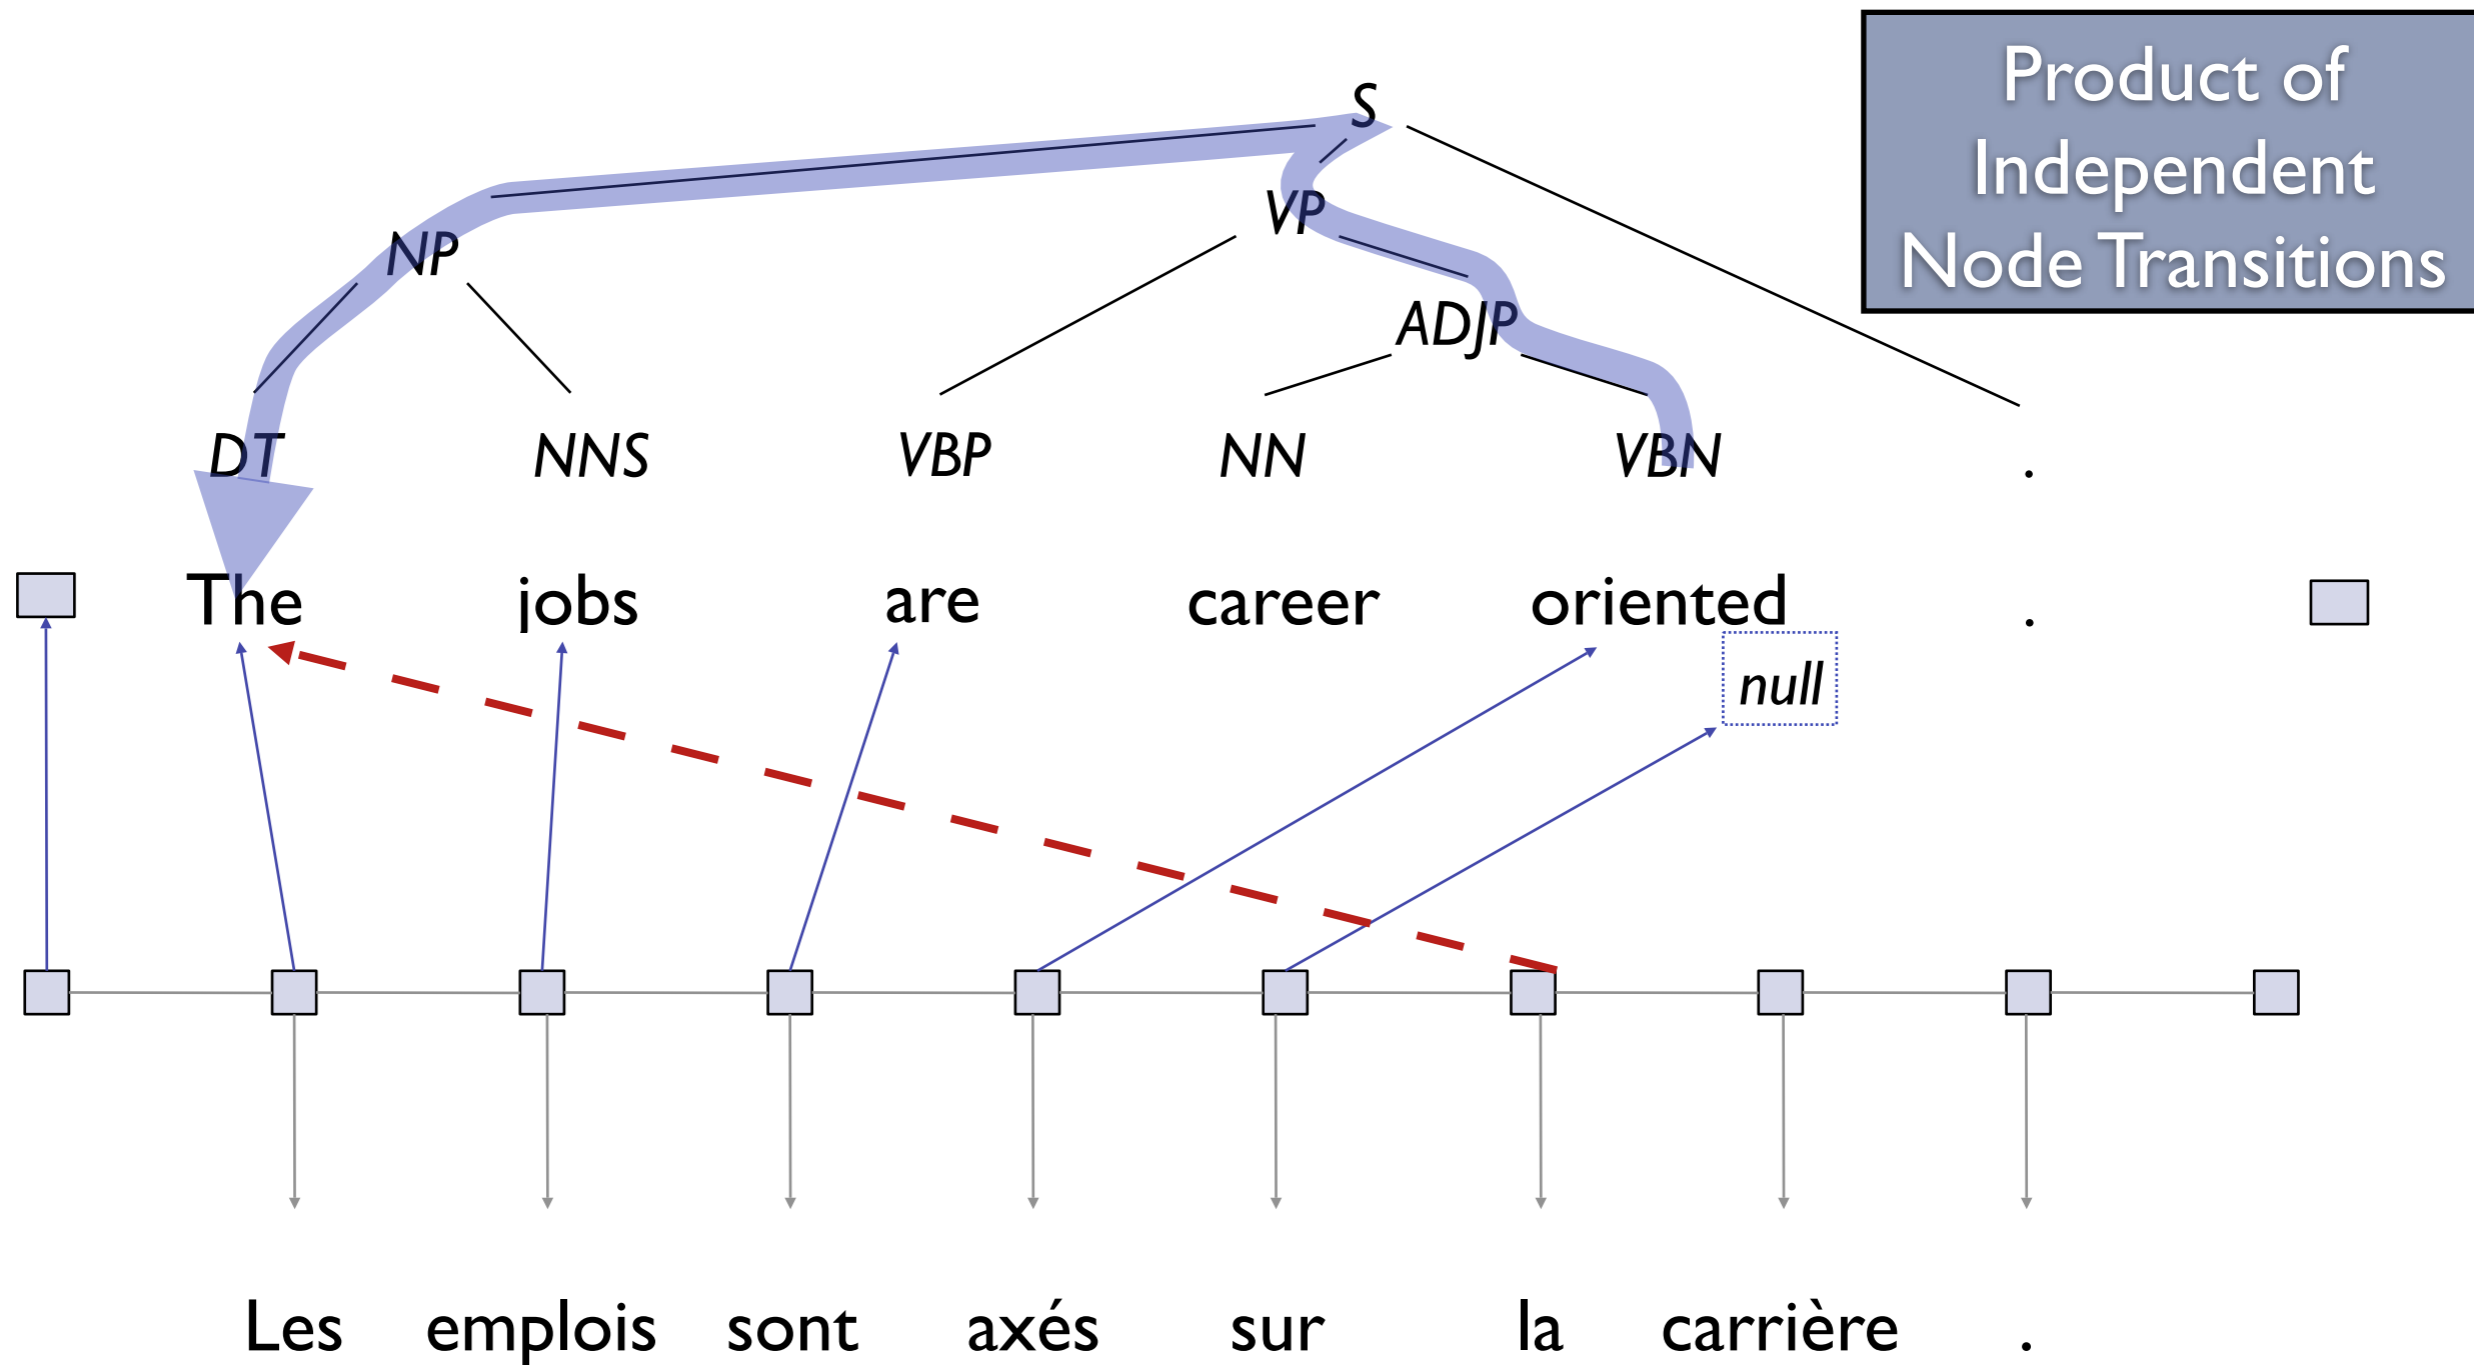 Product of
Independent
Node Transitions
S
VP
NP
ADJP
DT NNS VBP NN VBN .
The jobs are career oriented .
null
Les emplois sont axés sur la carrière .